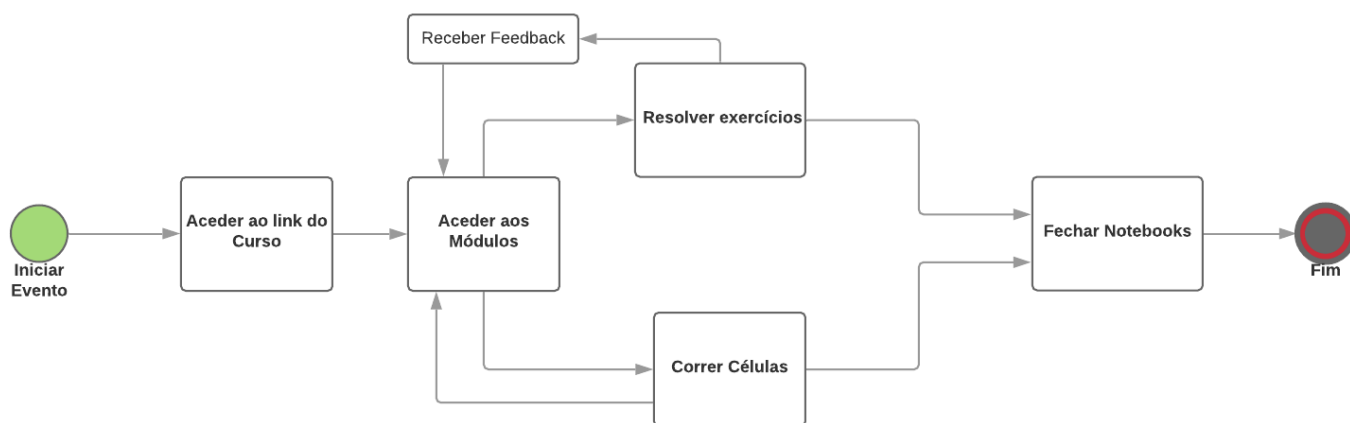 Receber Feedback
Resolver exercícios
Aceder ao link do
Curso
Aceder aos
Módulos
Fechar Notebooks
Iniciar
Evento
Fim
Correr Células